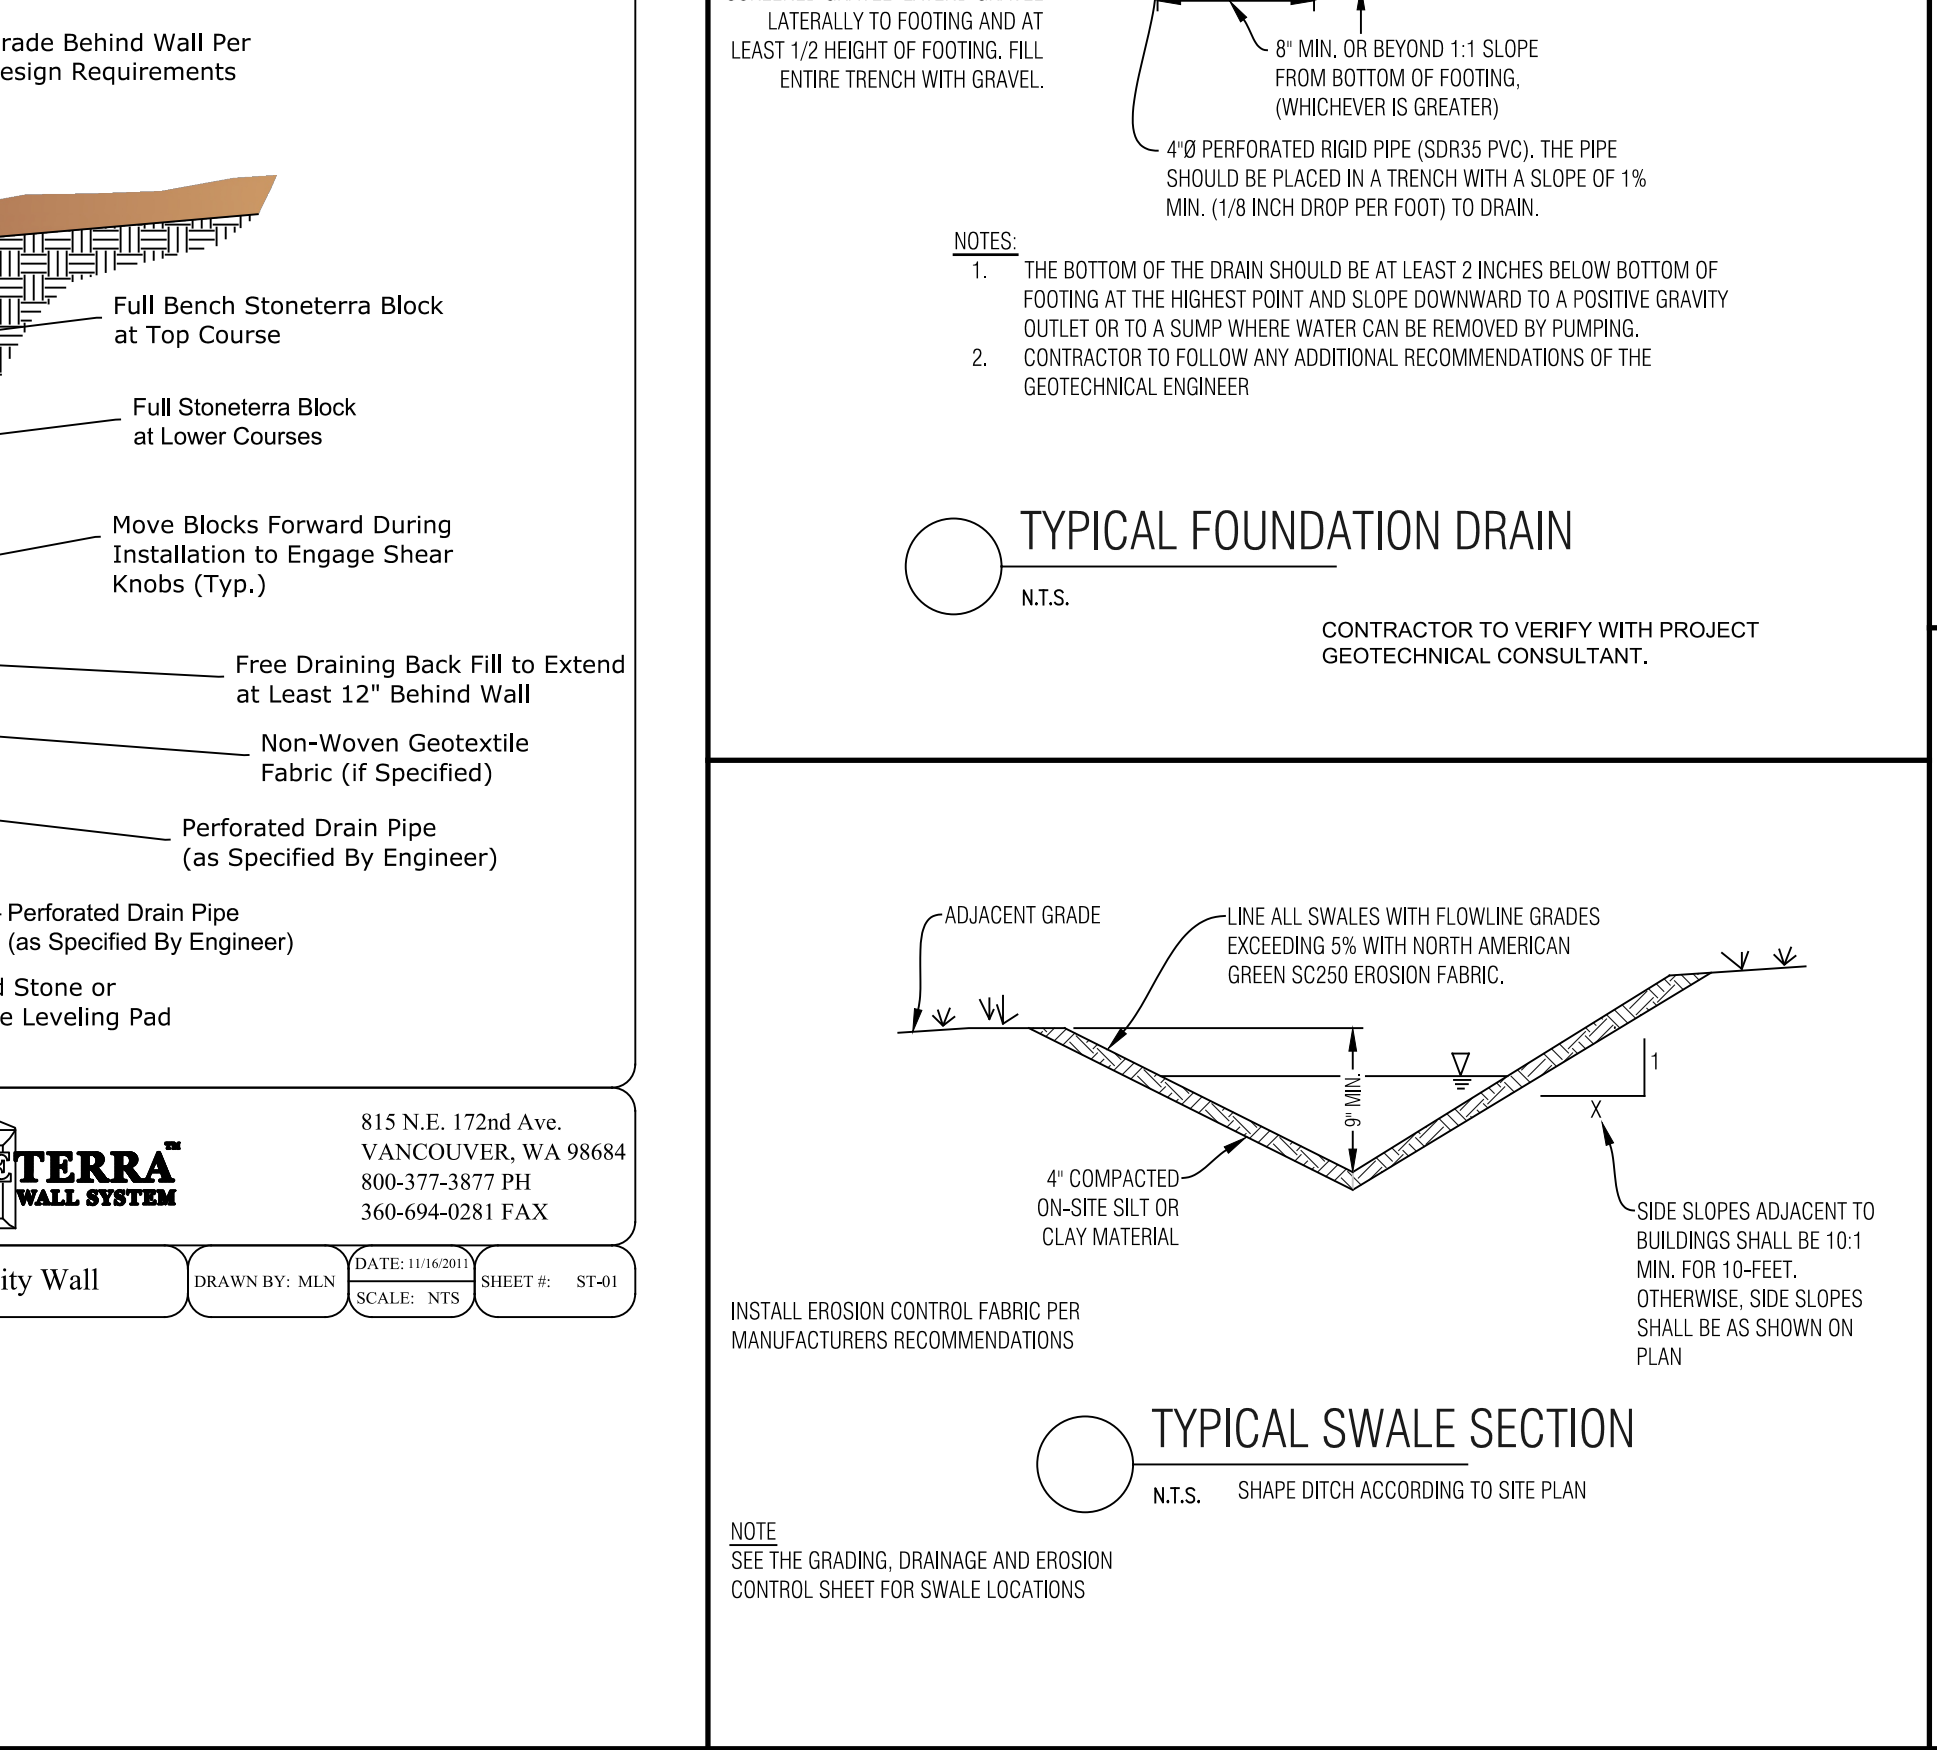 rade Behind Wall Per
esign Requirements
Full Bench Stoneterra Block
at Top Course
Full Stoneterra Block
at Lower Courses
Move Blocks Forward During
Installation to Engage Shear
Knobs (Typ.)
Free Draining Back Fill to Extend
at Least 12" Behind Wall
Non-Woven Geotextile
Fabric (if Specified)
Perforated Drain Pipe
(as Specified By Engineer)
Perforated Drain Pipe
(as Specified By Engineer)
d Stone or
e Leveling Pad
ETERRA™
WALL SYSTEM
815 N.E. 172nd Ave.
VANCOUVER, WA 98684
800-377-3877 PH
360-694-0281 FAX
ity Wall
DRAWN BY: MLN
DATE: 11/16/2011
SCALE: NTS
SHEET #: ST-01
LATERALLY TO FOOTING AND AT
LEAST 1/2 HEIGHT OF FOOTING. FILL
ENTIRE TRENCH WITH GRAVEL.
8" MIN. OR BEYOND 1:1 SLOPE
FROM BOTTOM OF FOOTING,
(WHICHEVER IS GREATER)
4"Ø PERFORATED RIGID PIPE (SDR35 PVC). THE PIPE
SHOULD BE PLACED IN A TRENCH WITH A SLOPE OF 1%
MIN. (1/8 INCH DROP PER FOOT) TO DRAIN.
NOTES:
1. THE BOTTOM OF THE DRAIN SHOULD BE AT LEAST 2 INCHES BELOW BOTTOM OF
FOOTING AT THE HIGHEST POINT AND SLOPE DOWNWARD TO A POSITIVE GRAVITY
OUTLET OR TO A SUMP WHERE WATER CAN BE REMOVED BY PUMPING.
2. CONTRACTOR TO FOLLOW ANY ADDITIONAL RECOMMENDATIONS OF THE
GEOTECHNICAL ENGINEER
TYPICAL FOUNDATION DRAIN
N.T.S.
CONTRACTOR TO VERIFY WITH PROJECT
GEOTECHNICAL CONSULTANT.
ADJACENT GRADE
LINE ALL SWALES WITH FLOWLINE GRADES
EXCEEDING 5% WITH NORTH AMERICAN
GREEN SC250 EROSION FABRIC.
9" MIN.
1
X
4" COMPACTED
ON-SITE SILT OR
CLAY MATERIAL
SIDE SLOPES ADJACENT TO
BUILDINGS SHALL BE 10:1
MIN. FOR 10-FEET.
OTHERWISE, SIDE SLOPES
SHALL BE AS SHOWN ON
PLAN
INSTALL EROSION CONTROL FABRIC PER
MANUFACTURERS RECOMMENDATIONS
TYPICAL SWALE SECTION
N.T.S. SHAPE DITCH ACCORDING TO SITE PLAN
NOTE
SEE THE GRADING, DRAINAGE AND EROSION
CONTROL SHEET FOR SWALE LOCATIONS